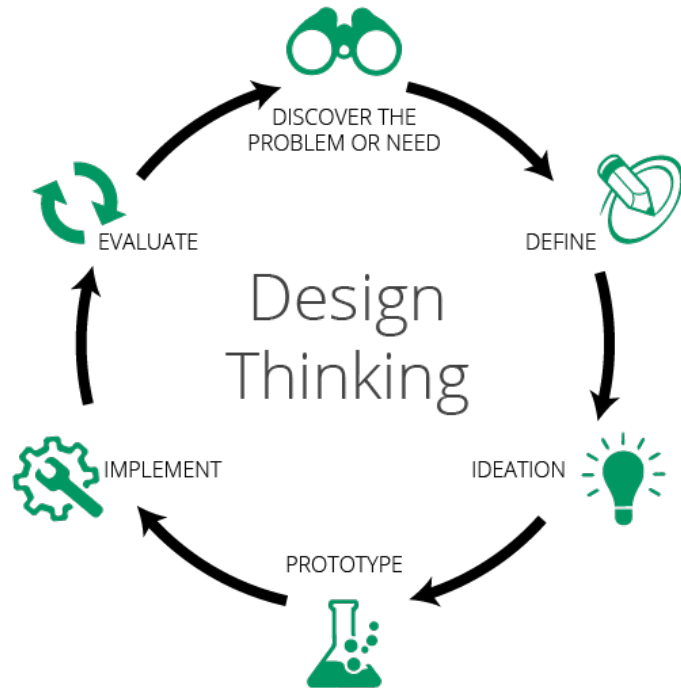 DISCOVER THE
PROBLEM OR NEED
DEFINE
IDEATION
PROTOTYPE
IMPLEMENT
EVALUATE
Design
Thinking